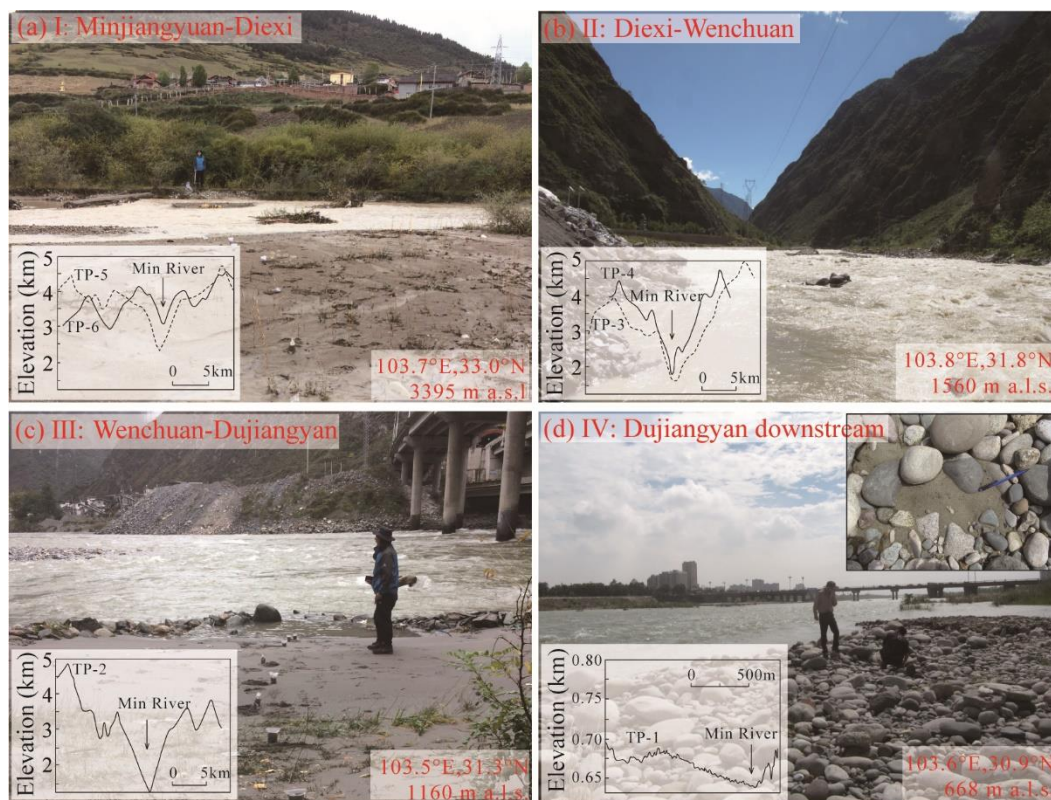 (a) I: Minjiangyuan-Diexi
Elevation (km)
5
4
3
2
TP-5
TP-6
Min River
0 5km
103.7°E,33.0°N
3395 m a.s.l
(b) II: Diexi-Wenchuan
Elevation (km)
5
4
3
2
TP-4
TP-3
Min River
0 5km
103.8°E,31.8°N
1560 m a.l.s.
(c) III: Wenchuan-Dujiangyan
Elevation (km)
5
4
3
2
TP-2
Min River
0 5km
103.5°E,31.3°N
1160 m a.l.s.
(d) IV: Dujiangyan downstream
Elevation (km)
0.80
0.75
0.70
0.65
0 500m
TP-1
Min River
103.6°E,30.9°N
668 m a.l.s.